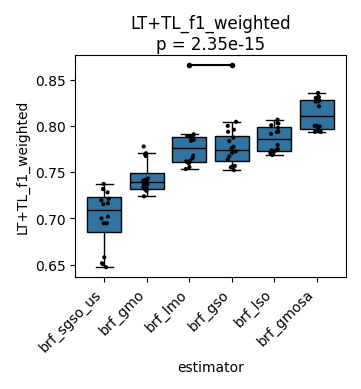 LT+TL_f1_weighted
p = 2.35e-15
LT+TL_f1_weighted
0.85
0.80
0.75
0.70
0.65
brf_sgso_us
brf_gmo
brf_lmo
brf_gso
brf_lso
brf_gmosa
estimator